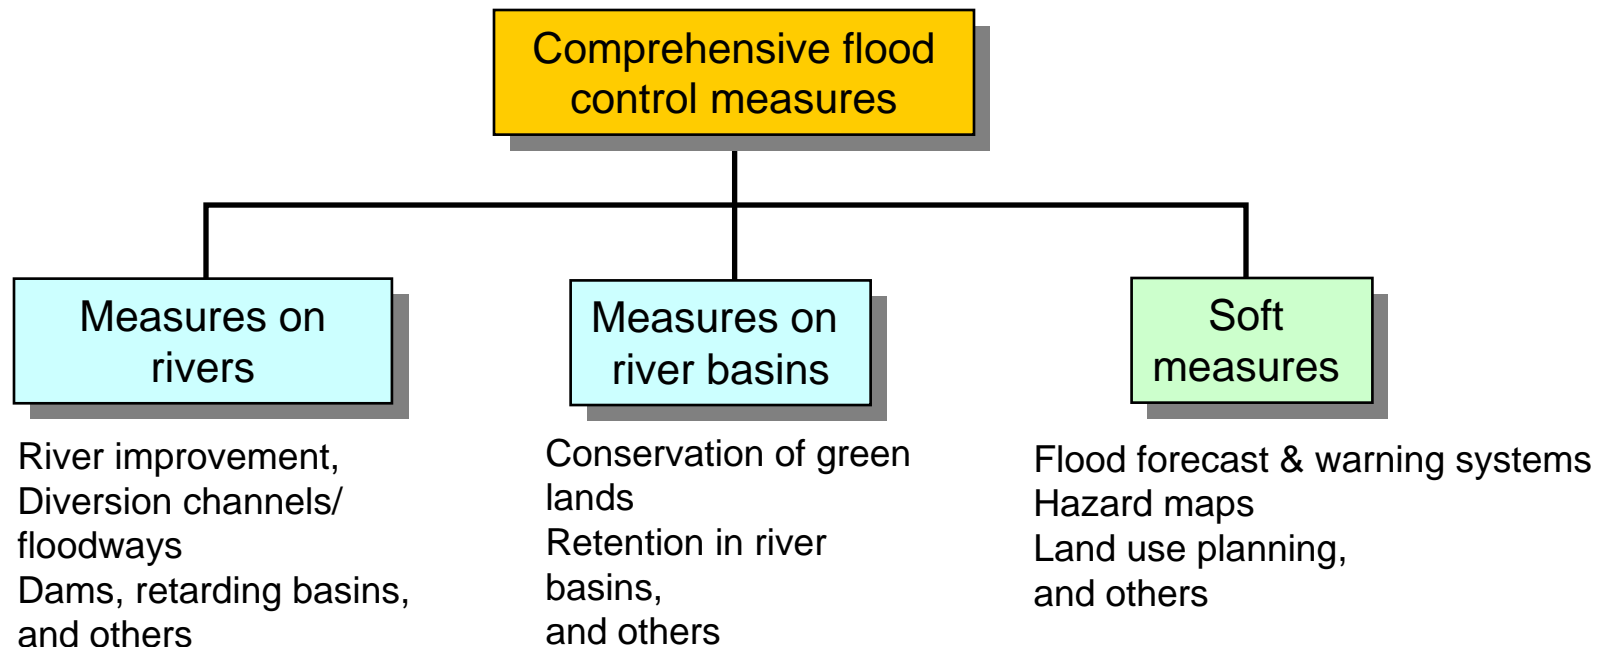 Comprehensive flood
control measures
Measures on
rivers
River improvement,
Diversion channels/
floodways
Dams, retarding basins,
and others
Measures on
river basins
Conservation of green
lands
Retention in river
basins,
and others
Soft
measures
Flood forecast & warning systems
Hazard maps
Land use planning,
and others